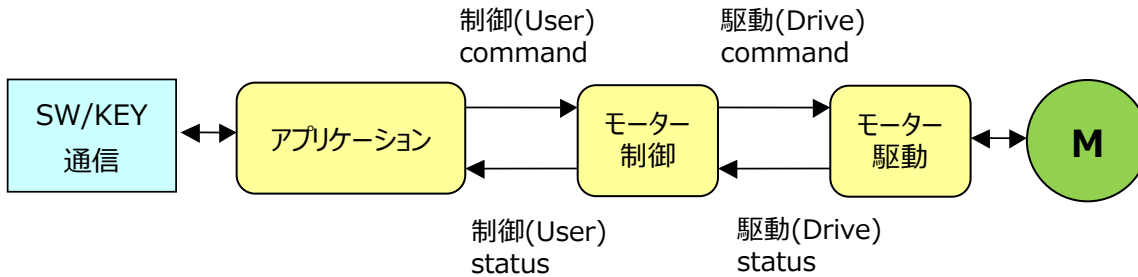 制御(User)
command
駆動(Drive)
command
SW/KEY
通信
アプリケーション
モーター
制御
モーター
駆動
M
制御(User)
status
駆動(Drive)
status